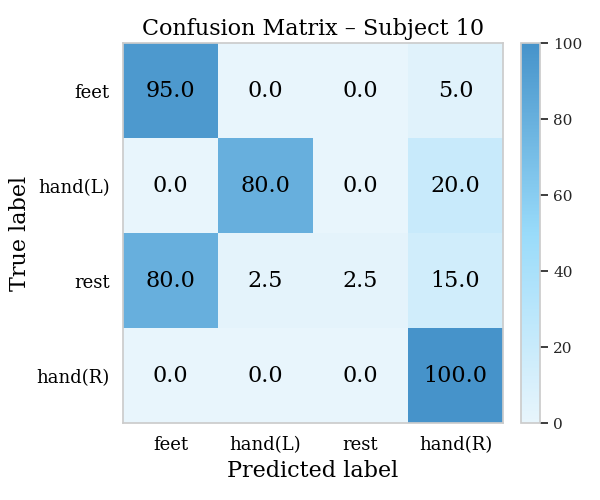 Confusion Matrix – Subject 10
True label
feet 95.0 0.0 0.0 5.0
hand(L) 0.0 80.0 0.0 20.0
rest 80.0 2.5 2.5 15.0
hand(R) 0.0 0.0 0.0 100.0
feet hand(L) rest hand(R)
Predicted label
100
80
60
40
20
0